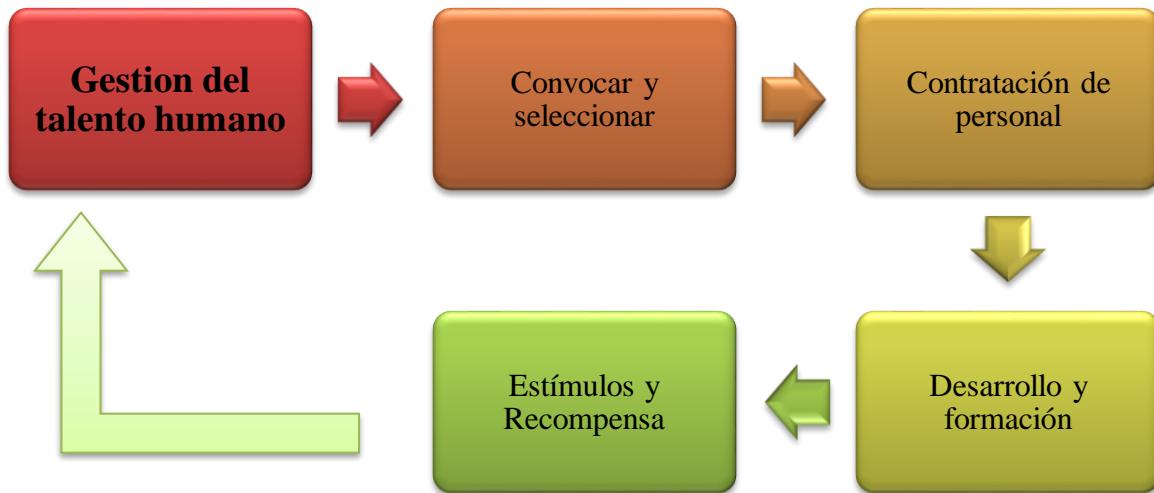 Gestion del
talento humano
Convocar y
seleccionar
Contratación de
personal
Desarrollo y
formación
Estímulos y
Recompensa